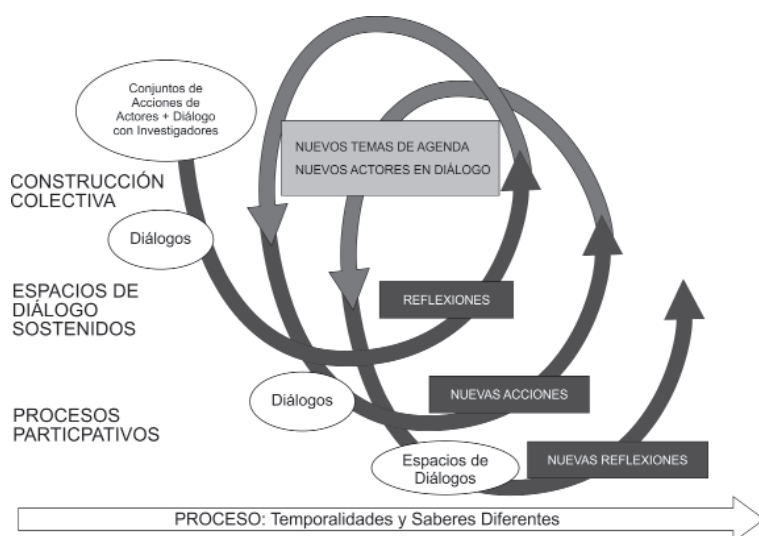 Conjuntos de
Acciones de
Actores + Diálogo
con Investigadores
NUEVOS TEMAS DE AGENDA
NUEVOS ACTORES EN DIÁLOGO
CONSTRUCCIÓN
COLECTIVA
Diálogos
ESPACIOS DE
DIÁLOGO
SOSTENIDOS
REFLEXIONES
Diálogos
NUEVAS ACCIONES
PROCESOS
PARTICPATIVOS
Espacios de
Diálogos
NUEVAS REFLEXIONES
PROCESO: Temporalidades y Saberes Diferentes